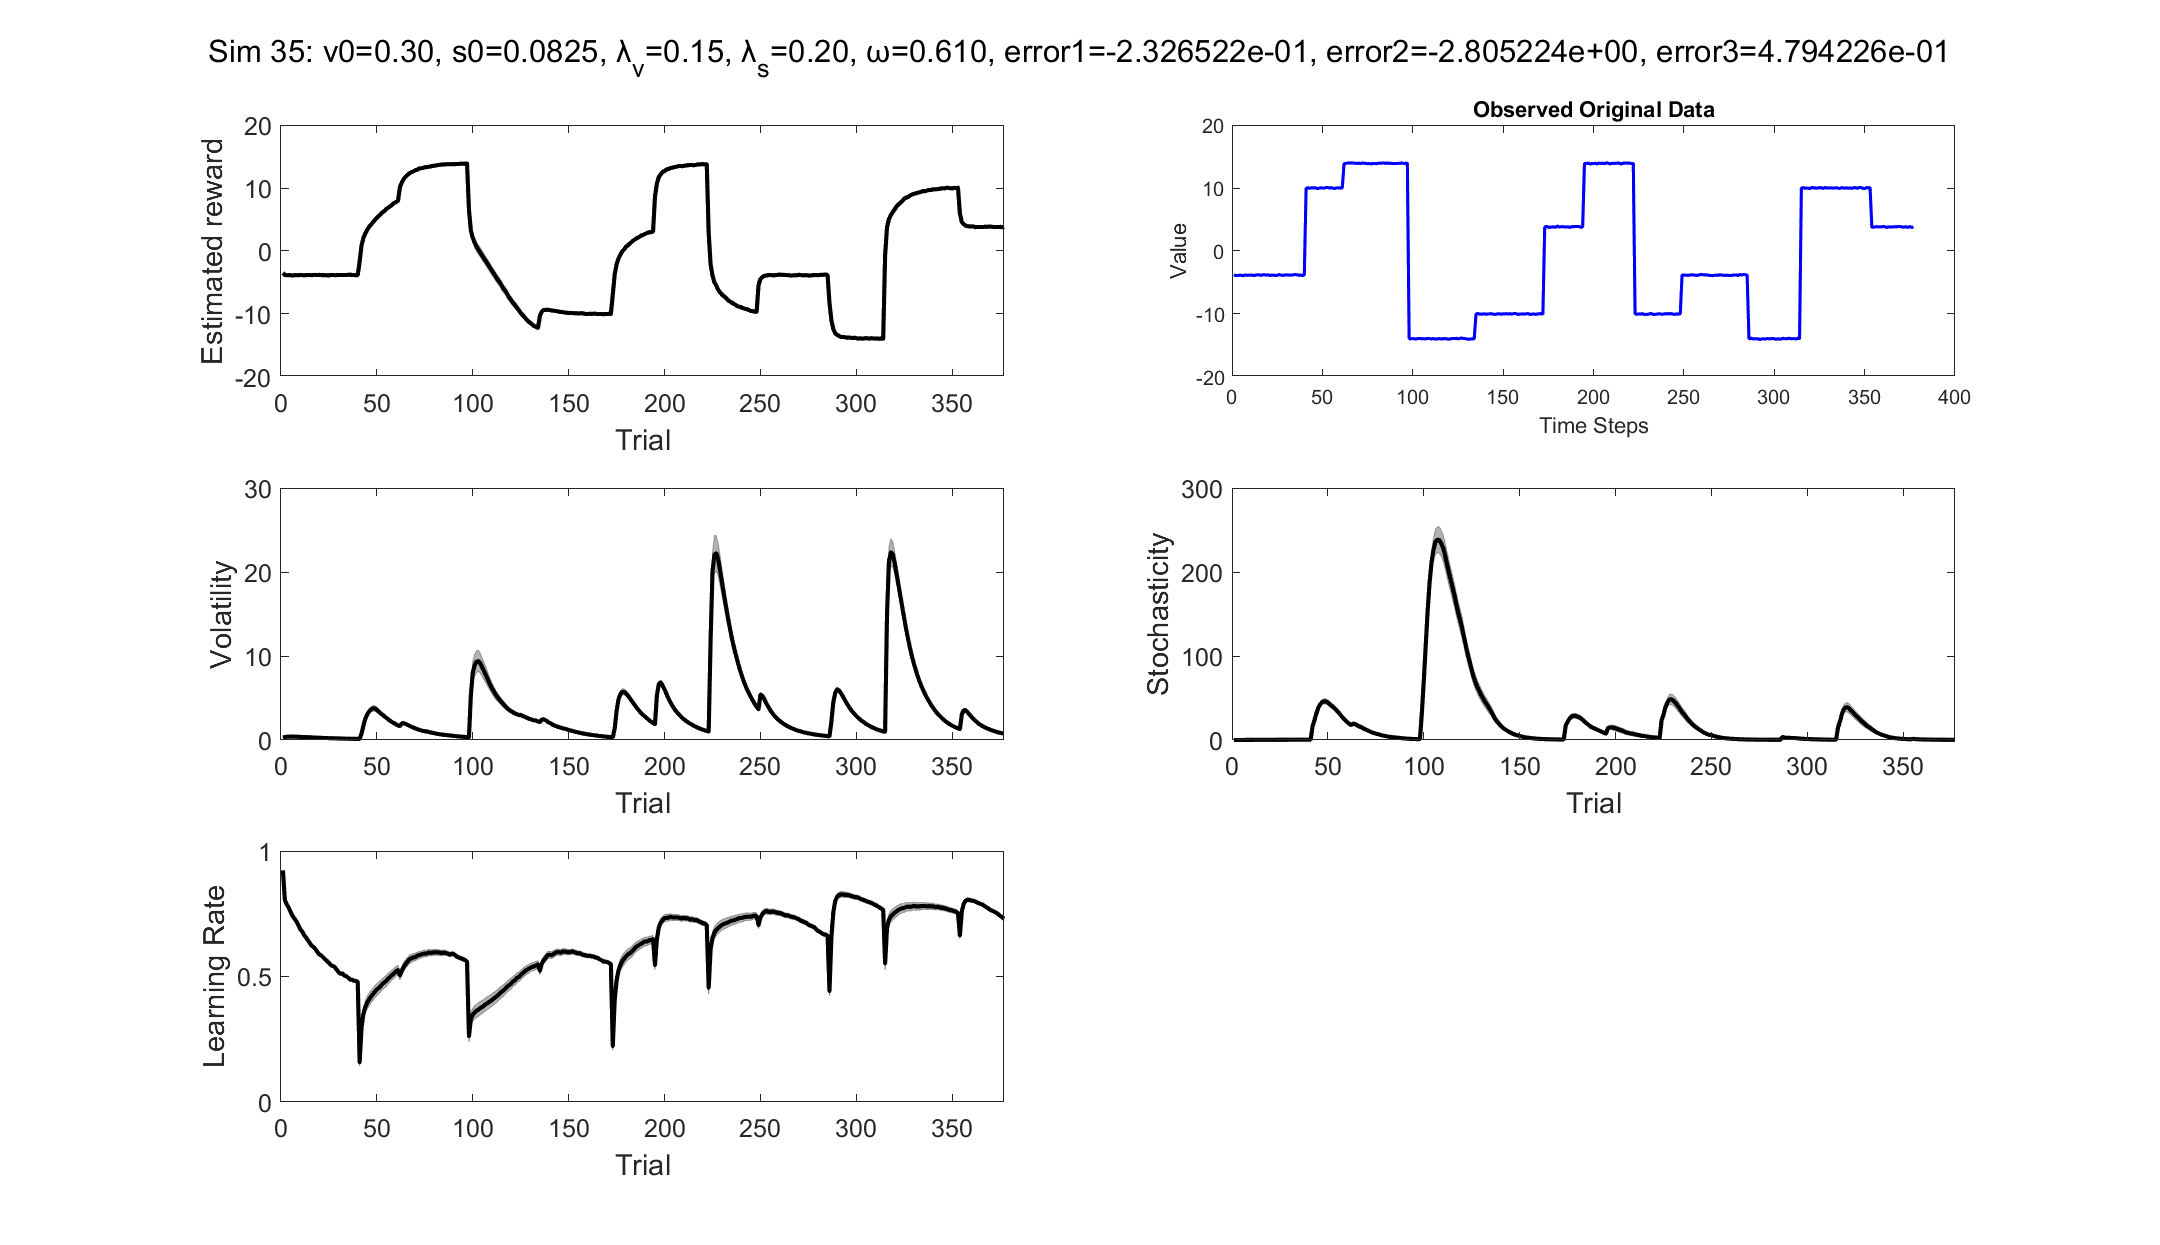 Sim 35: v0=0.30, s0=0.0825, λv=0.15, λs=0.20, ω=0.610, error1=-2.326522e-01, error2=-2.805224e+00, error3=4.794226e-01
Estimated reward
20
10
0
-10
-20
0 50 100 150 200 250 300 350
Trial
Observed Original Data
Value
20
10
0
-10
-20
0 50 100 150 200 250 300 350 400
Time Steps
Volatility
30
20
10
0
0 50 100 150 200 250 300 350
Trial
Stochasticity
300
200
100
0
0 50 100 150 200 250 300 350
Trial
Learning Rate
1
0.5
0
0 50 100 150 200 250 300 350
Trial